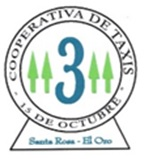 COOPERATIVA DE TAXIS
3
- 15 DE OCTUBRE -
Santa Rosa - El Oro